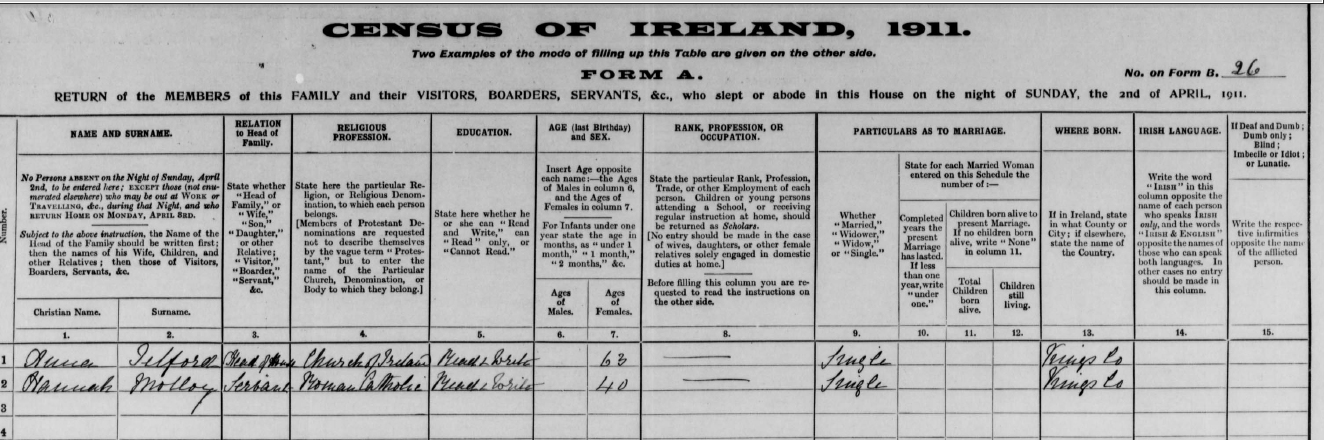 CENSUS OF IRELAND, 1911.
Two Examples of the mode of filling up this Table are given on the other side.
FORM A.
No. on Form B. 26
RETURN of the MEMBERS of this FAMILY and their VISITORS, BOARDERS, SERVANTS, &c., who slept or abode in this House on the night of SUNDAY, the 2nd of APRIL, 1911.
Number.
NAME AND SURNAME.
No Persons ABSENT on the Night of Sunday, April
2nd, to be entered here; EXCEPT those (not enu-
merated elsewhere) who may be out at WORK or
TRAVELLING, &c., during that Night, and who
RETURN HOME ON MONDAY, APRIL 3RD.
Subject to the above instruction, the Name of the
Head of the Family should be written first;
then the names of his Wife, Children, and
other Relatives; then those of Visitors,
Boarders, Servants, &c.
Christian Name.
Surname.
RELATION
to Head of
Family.
State whether
"Head of
Family," or
"Wife,"
"Son,"
"Daughter,"
or other
Relative;
"Visitor,"
"Boarder,"
"Servant,"
&c.
RELIGIOUS
PROFESSION.
State here the particular Re-
ligion, or Religious Denom-
ination, to which each person
belongs.
[Members of Protestant De-
nominations are requested
not to describe themselves
by the vague term "Protes-
tant," but to enter the
name of the Particular
Church, Denomination, or
Body to which they belong.]
EDUCATION.
State here whether he
or she can "Read
and Write," or
"Read" only, or
"Cannot Read."
AGE (last Birthday)
and SEX.
Insert Age opposite
each name:—the Ages
of Males in column 6,
and the Ages of
Females in column 7.
For Infants under one
year state the age in
months, as "under 1
month," "1 month,"
"2 months," &c.
Ages
of
Males.
Ages
of
Females.
RANK, PROFESSION, OR
OCCUPATION.
State the particular Rank, Profession,
Trade, or other Employment of each
person. Children or young persons
attending a School, or receiving
regular instruction at home, should
be returned as Scholars.
[No entry should be made in the case
of wives, daughters, or other female
relatives solely engaged in domestic
duties at home.]
Before filling this column you are re-
quested to read the instructions on
the other side.
PARTICULARS AS TO MARRIAGE.
Whether
"Married,"
"Widower,"
"Widow,"
or "Single."
State for each Married Woman
entered on this Schedule the
number of:—
Completed
years the
present
Marriage
has lasted.
If less
than one
year, write
"under
one."
Children born alive to
present Marriage.
If no children born
alive, write "None"
in column 11.
Total
Children
born
alive.
Children
still
living.
WHERE BORN.
If in Ireland, state
in what County or
City; if elsewhere,
state the name of
the Country.
IRISH LANGUAGE.
Write the word
"IRISH" in this
column opposite the
name of each person
who speaks IRISH
only, and the words
"IRISH & ENGLISH"
opposite the names of
those who can speak
both languages. In
other cases no entry
should be made in
this column.
If Deaf and Dumb;
Dumb only;
Blind;
Imbecile or Idiot;
or Lunatic.
Write the respec-
tive infirmities
opposite the name
of the afflicted
person.
1. 2. 3. 4. 5. 6. 7. 8. 9. 10. 11. 12. 13. 14. 15.
1 Anna Telford Head of Church of Ireland Read & Write 63 Single Kings Co
2 Hannah Molloy Servant Roman Catholic Read & Write 40 Single Kings Co
3
4